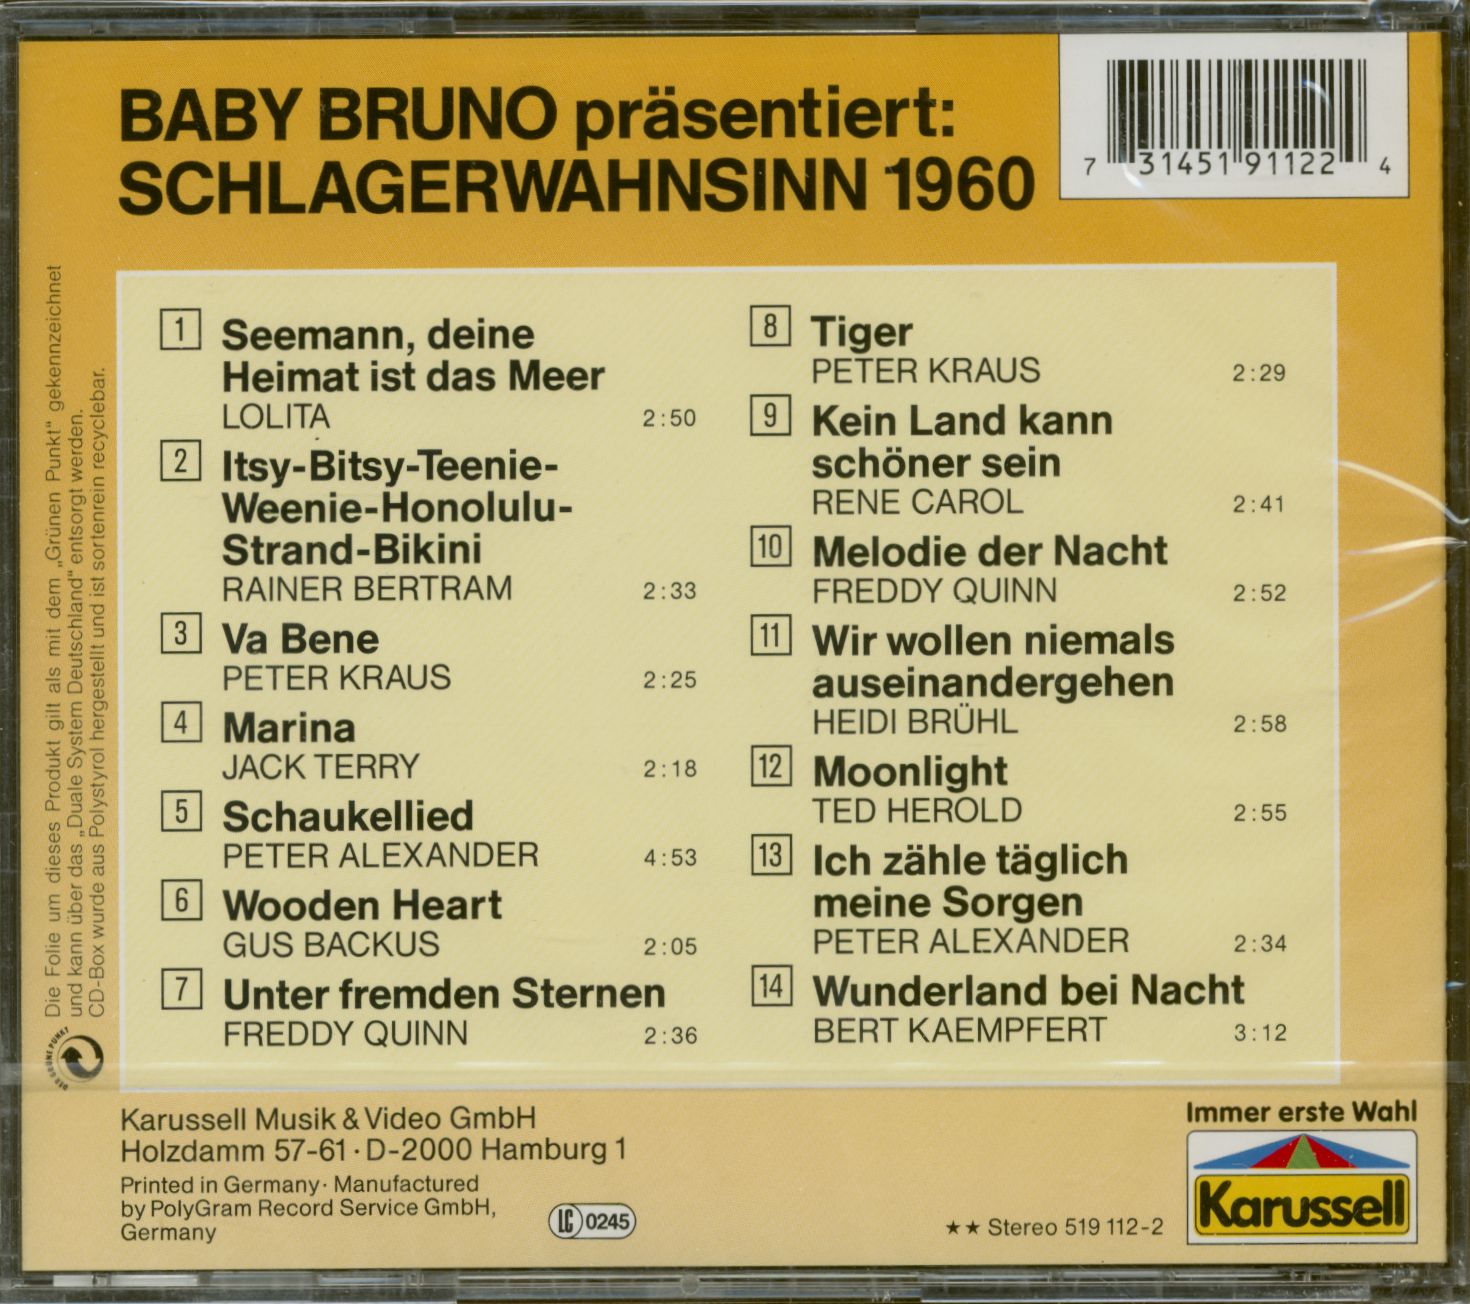 BABY BRUNO präsentiert:
SCHLAGERWAHNSINN 1960
7 31451 91122 4
1 Seemann, deine
Heimat ist das Meer
LOLITA 2:50
2 Itsy-Bitsy-Teenie-
Weenie-Honolulu-
Strand-Bikini
RAINER BERTRAM 2:33
3 Va Bene
PETER KRAUS 2:25
4 Marina
JACK TERRY 2:18
5 Schaukellied
PETER ALEXANDER 4:53
6 Wooden Heart
GUS BACKUS 2:05
7 Unter fremden Sternen
FREDDY QUINN 2:36
8 Tiger
PETER KRAUS 2:29
9 Kein Land kann
schöner sein
RENE CAROL 2:41
10 Melodie der Nacht
FREDDY QUINN 2:52
11 Wir wollen niemals
auseinandergehen
HEIDI BRÜHL 2:58
12 Moonlight
TED HEROLD 2:55
13 Ich zähle täglich
meine Sorgen
PETER ALEXANDER 2:34
14 Wunderland bei Nacht
BERT KAEMPFERT 3:12
Die Folie um dieses Produkt gilt als mit dem „Grünen Punkt" gekennzeichnet
und kann über das „Duale System Deutschland" entsorgt werden.
CD-Box wurde aus Polystyrol hergestellt und ist sortenrein recyclebar.
DER GRÜNE PUNKT
Karussell Musik & Video GmbH
Holzdamm 57-61 · D-2000 Hamburg 1
Printed in Germany · Manufactured
by PolyGram Record Service GmbH,
Germany
LC 0245
★★ Stereo 519 112-2
Immer erste Wahl
Karussell